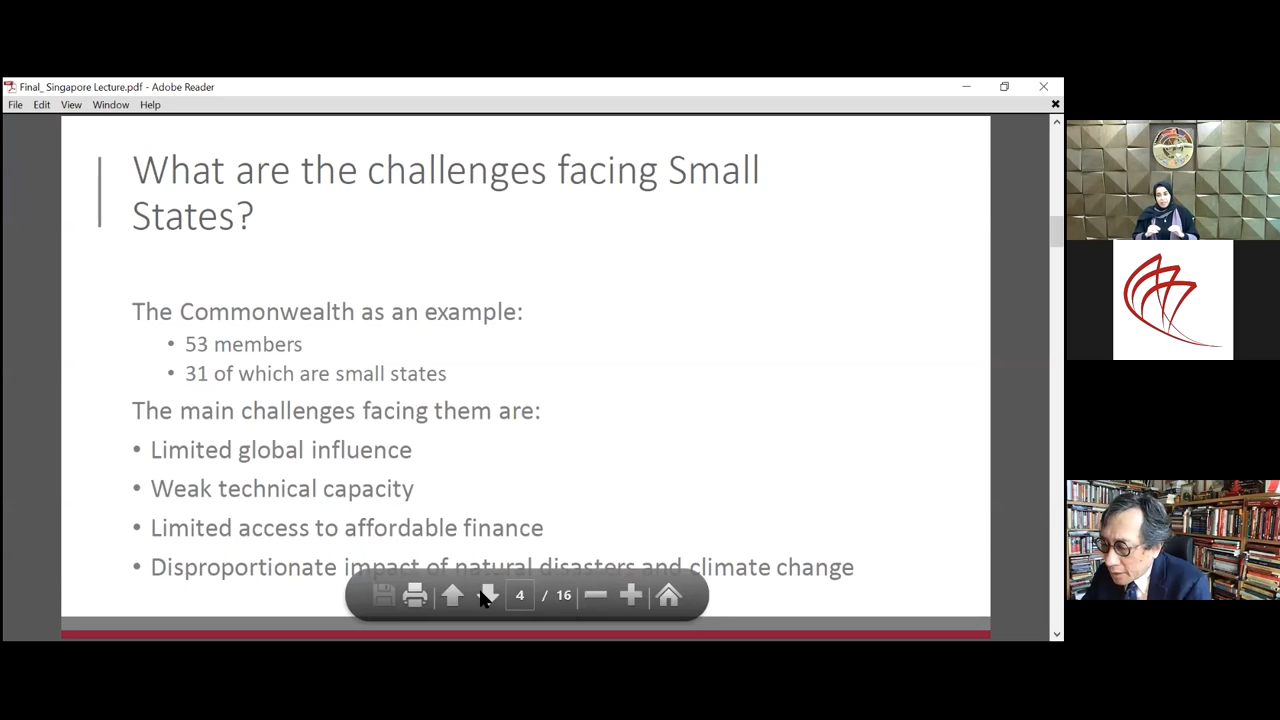 Final_ Singapore Lecture.pdf - Adobe Reader
File Edit View Window Help
What are the challenges facing Small
States?
The Commonwealth as an example:
• 53 members
• 31 of which are small states
The main challenges facing them are:
• Limited global influence
• Weak technical capacity
• Limited access to affordable finance
• Disproportionate impact of natural disasters and climate change
4 / 16